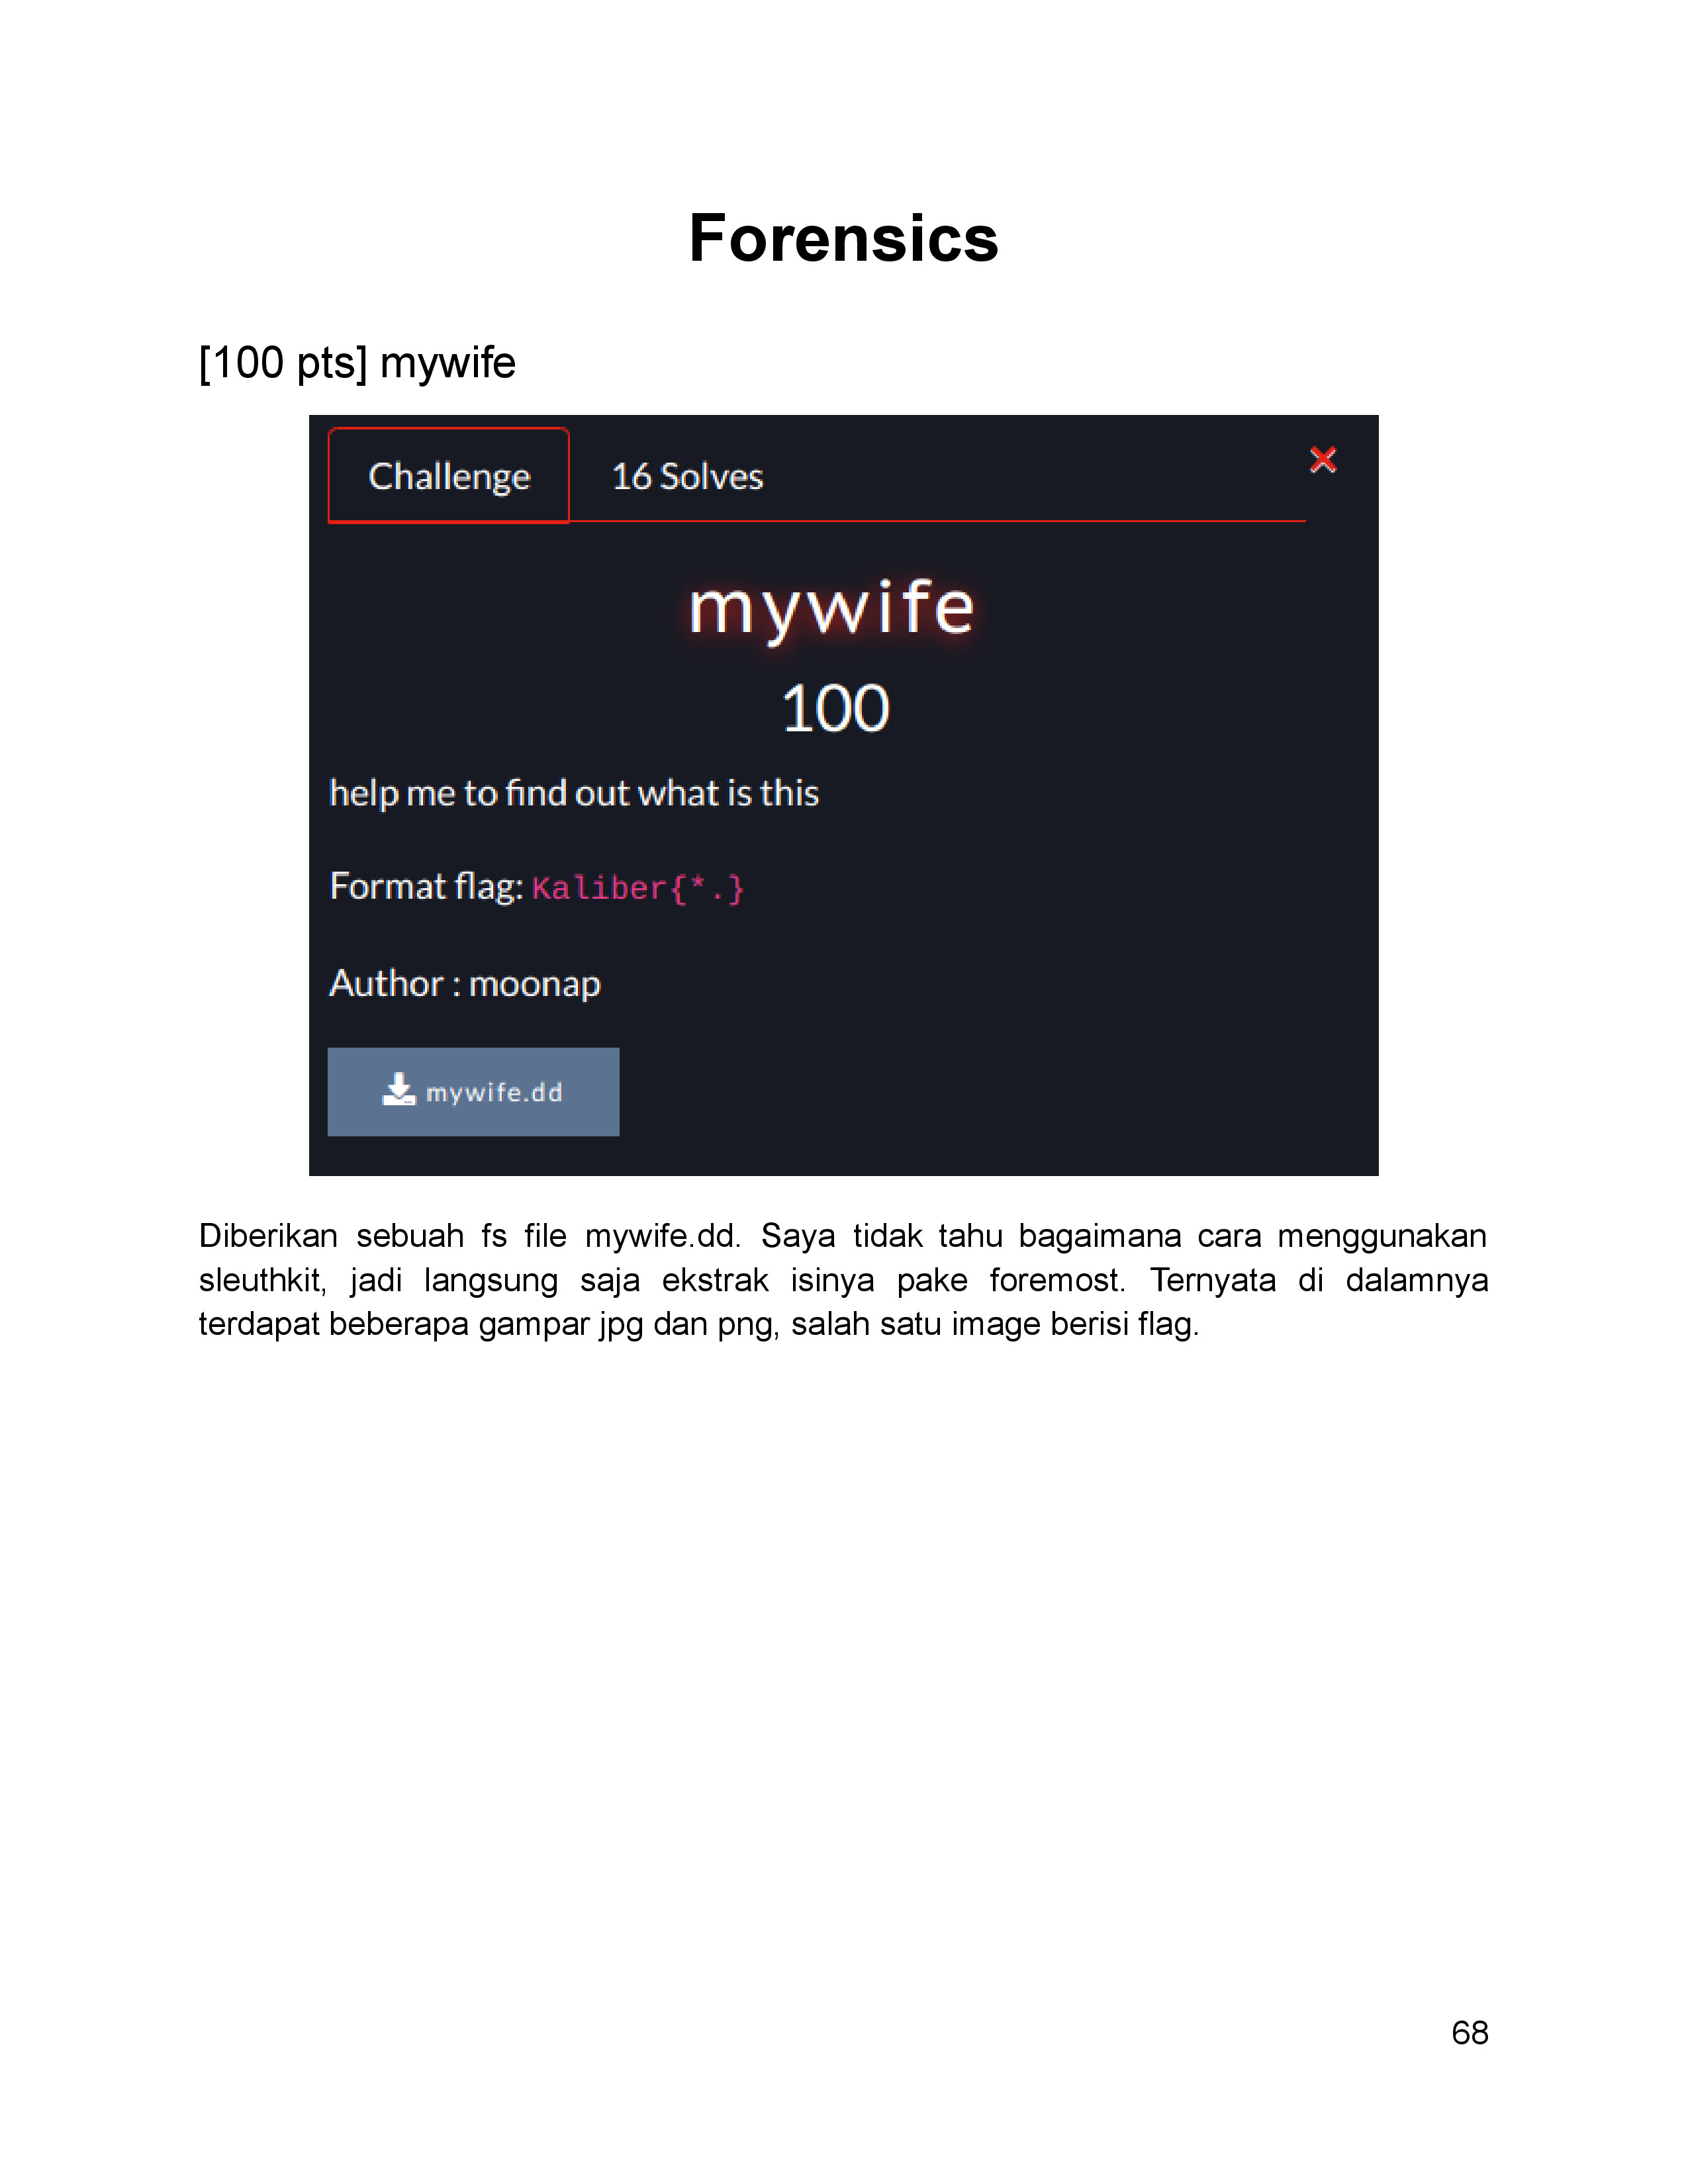 Forensics
[100 pts] mywife
Challenge
16 Solves
mywife
100
help me to find out what is this
Format flag: Kaliber{*.}
Author : moonap
mywife.dd
Diberikan sebuah fs file mywife.dd. Saya tidak tahu bagaimana cara menggunakan
sleuthkit, jadi langsung saja ekstrak isinya pake foremost. Ternyata di dalamnya
terdapat beberapa gampar jpg dan png, salah satu image berisi flag.
68